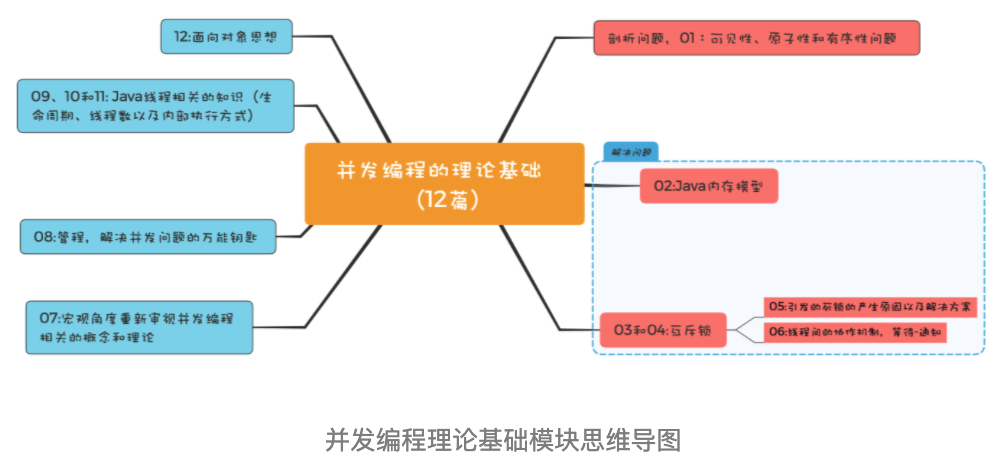 12:面向对象思想
剖析问题，01：可见性、原子性和有序性问题
09、10和11: Java线程相关的知识（生
命周期、线程数以及内部执行方式）
并发编程的理论基础
（12篇）
解决问题
02:Java内存模型
08:管程，解决并发问题的万能钥匙
07:宏观角度重新审视并发编程
相关的概念和理论
03和04:互斥锁
05:引发的死锁的产生原因以及解决方案
06:线程间的协作机制，等待-通知
并发编程理论基础模块思维导图